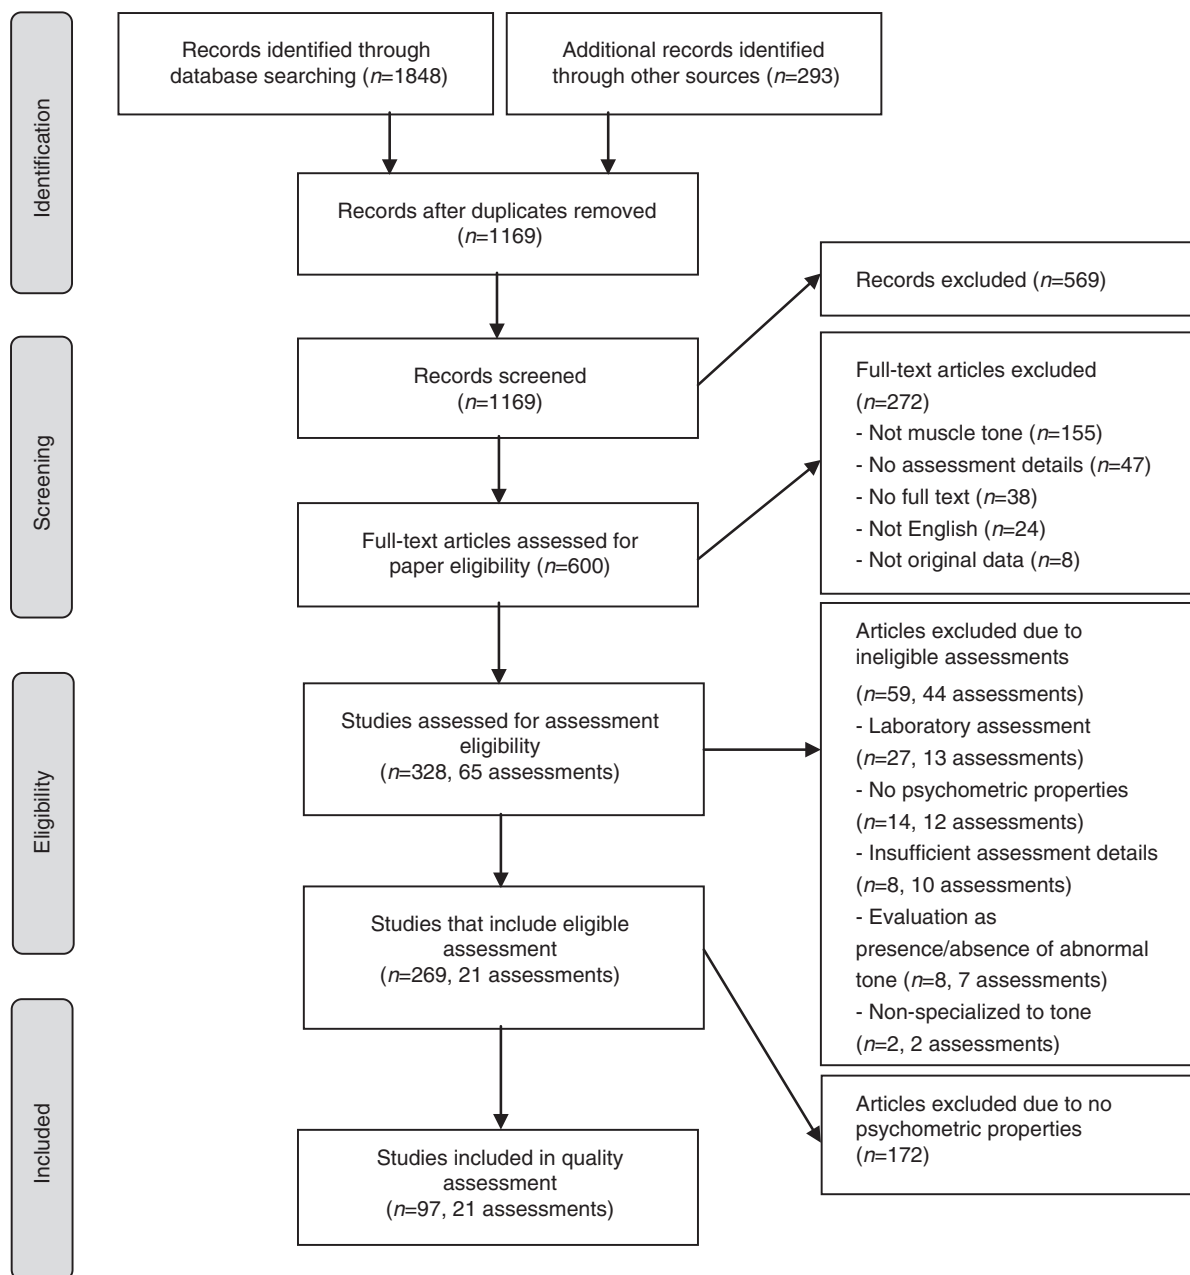 Identification
Records identified through
database searching (n=1848)
Additional records identified
through other sources (n=293)
Records after duplicates removed
(n=1169)
Records excluded (n=569)
Screening
Records screened
(n=1169)
Full-text articles excluded
(n=272)
- Not muscle tone (n=155)
- No assessment details (n=47)
- No full text (n=38)
- Not English (n=24)
- Not original data (n=8)
Full-text articles assessed for
paper eligibility (n=600)
Eligibility
Studies assessed for assessment
eligibility
(n=328, 65 assessments)
Articles excluded due to
ineligible assessments
(n=59, 44 assessments)
- Laboratory assessment
(n=27, 13 assessments)
- No psychometric properties
(n=14, 12 assessments)
- Insufficient assessment details
(n=8, 10 assessments)
- Evaluation as
presence/absence of abnormal
tone (n=8, 7 assessments)
- Non-specialized to tone
(n=2, 2 assessments)
Studies that include eligible
assessment
(n=269, 21 assessments)
Included
Articles excluded due to no
psychometric properties
(n=172)
Studies included in quality
assessment
(n=97, 21 assessments)